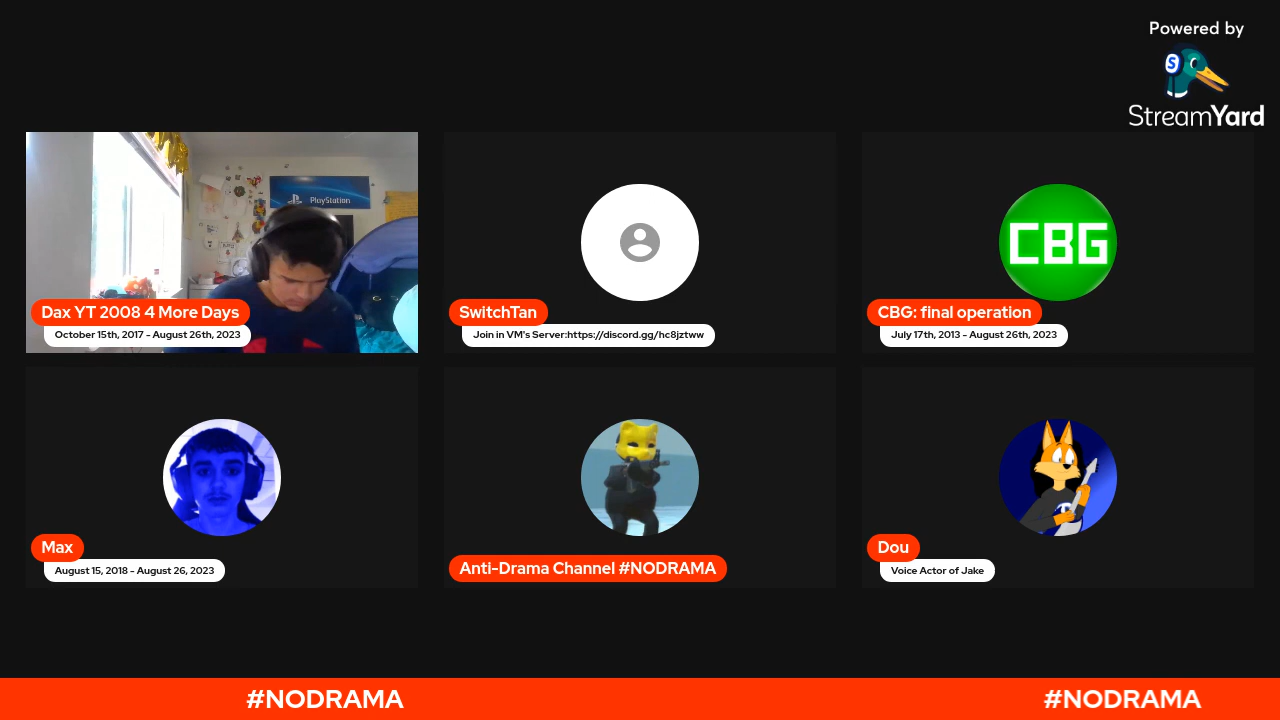 Powered by
StreamYard
PlayStation
Dax YT 2008 4 More Days
October 15th, 2017 - August 26th, 2023
SwitchTan
Join in VM's Server:https://discord.gg/hc8jztww
CBG
CBG: final operation
July 17th, 2013 - August 26th, 2023
Max
August 15, 2018 - August 26, 2023
Anti-Drama Channel #NODRAMA
Dou
Voice Actor of Jake
#NODRAMA
#NODRAMA